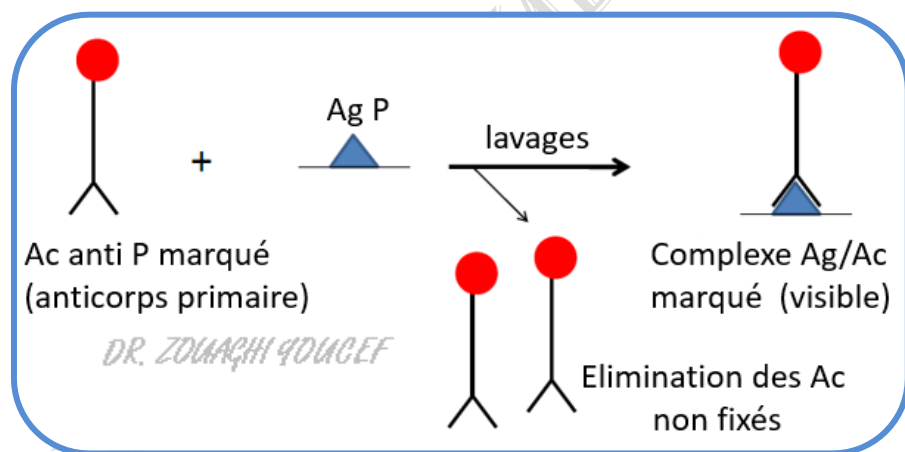 Ag P
+
lavages
Ac anti P marqué
(anticorps primaire)
Complexe Ag/Ac
marqué (visible)
DR. ZOUAGHI YOUCEF
Elimination des Ac
non fixés